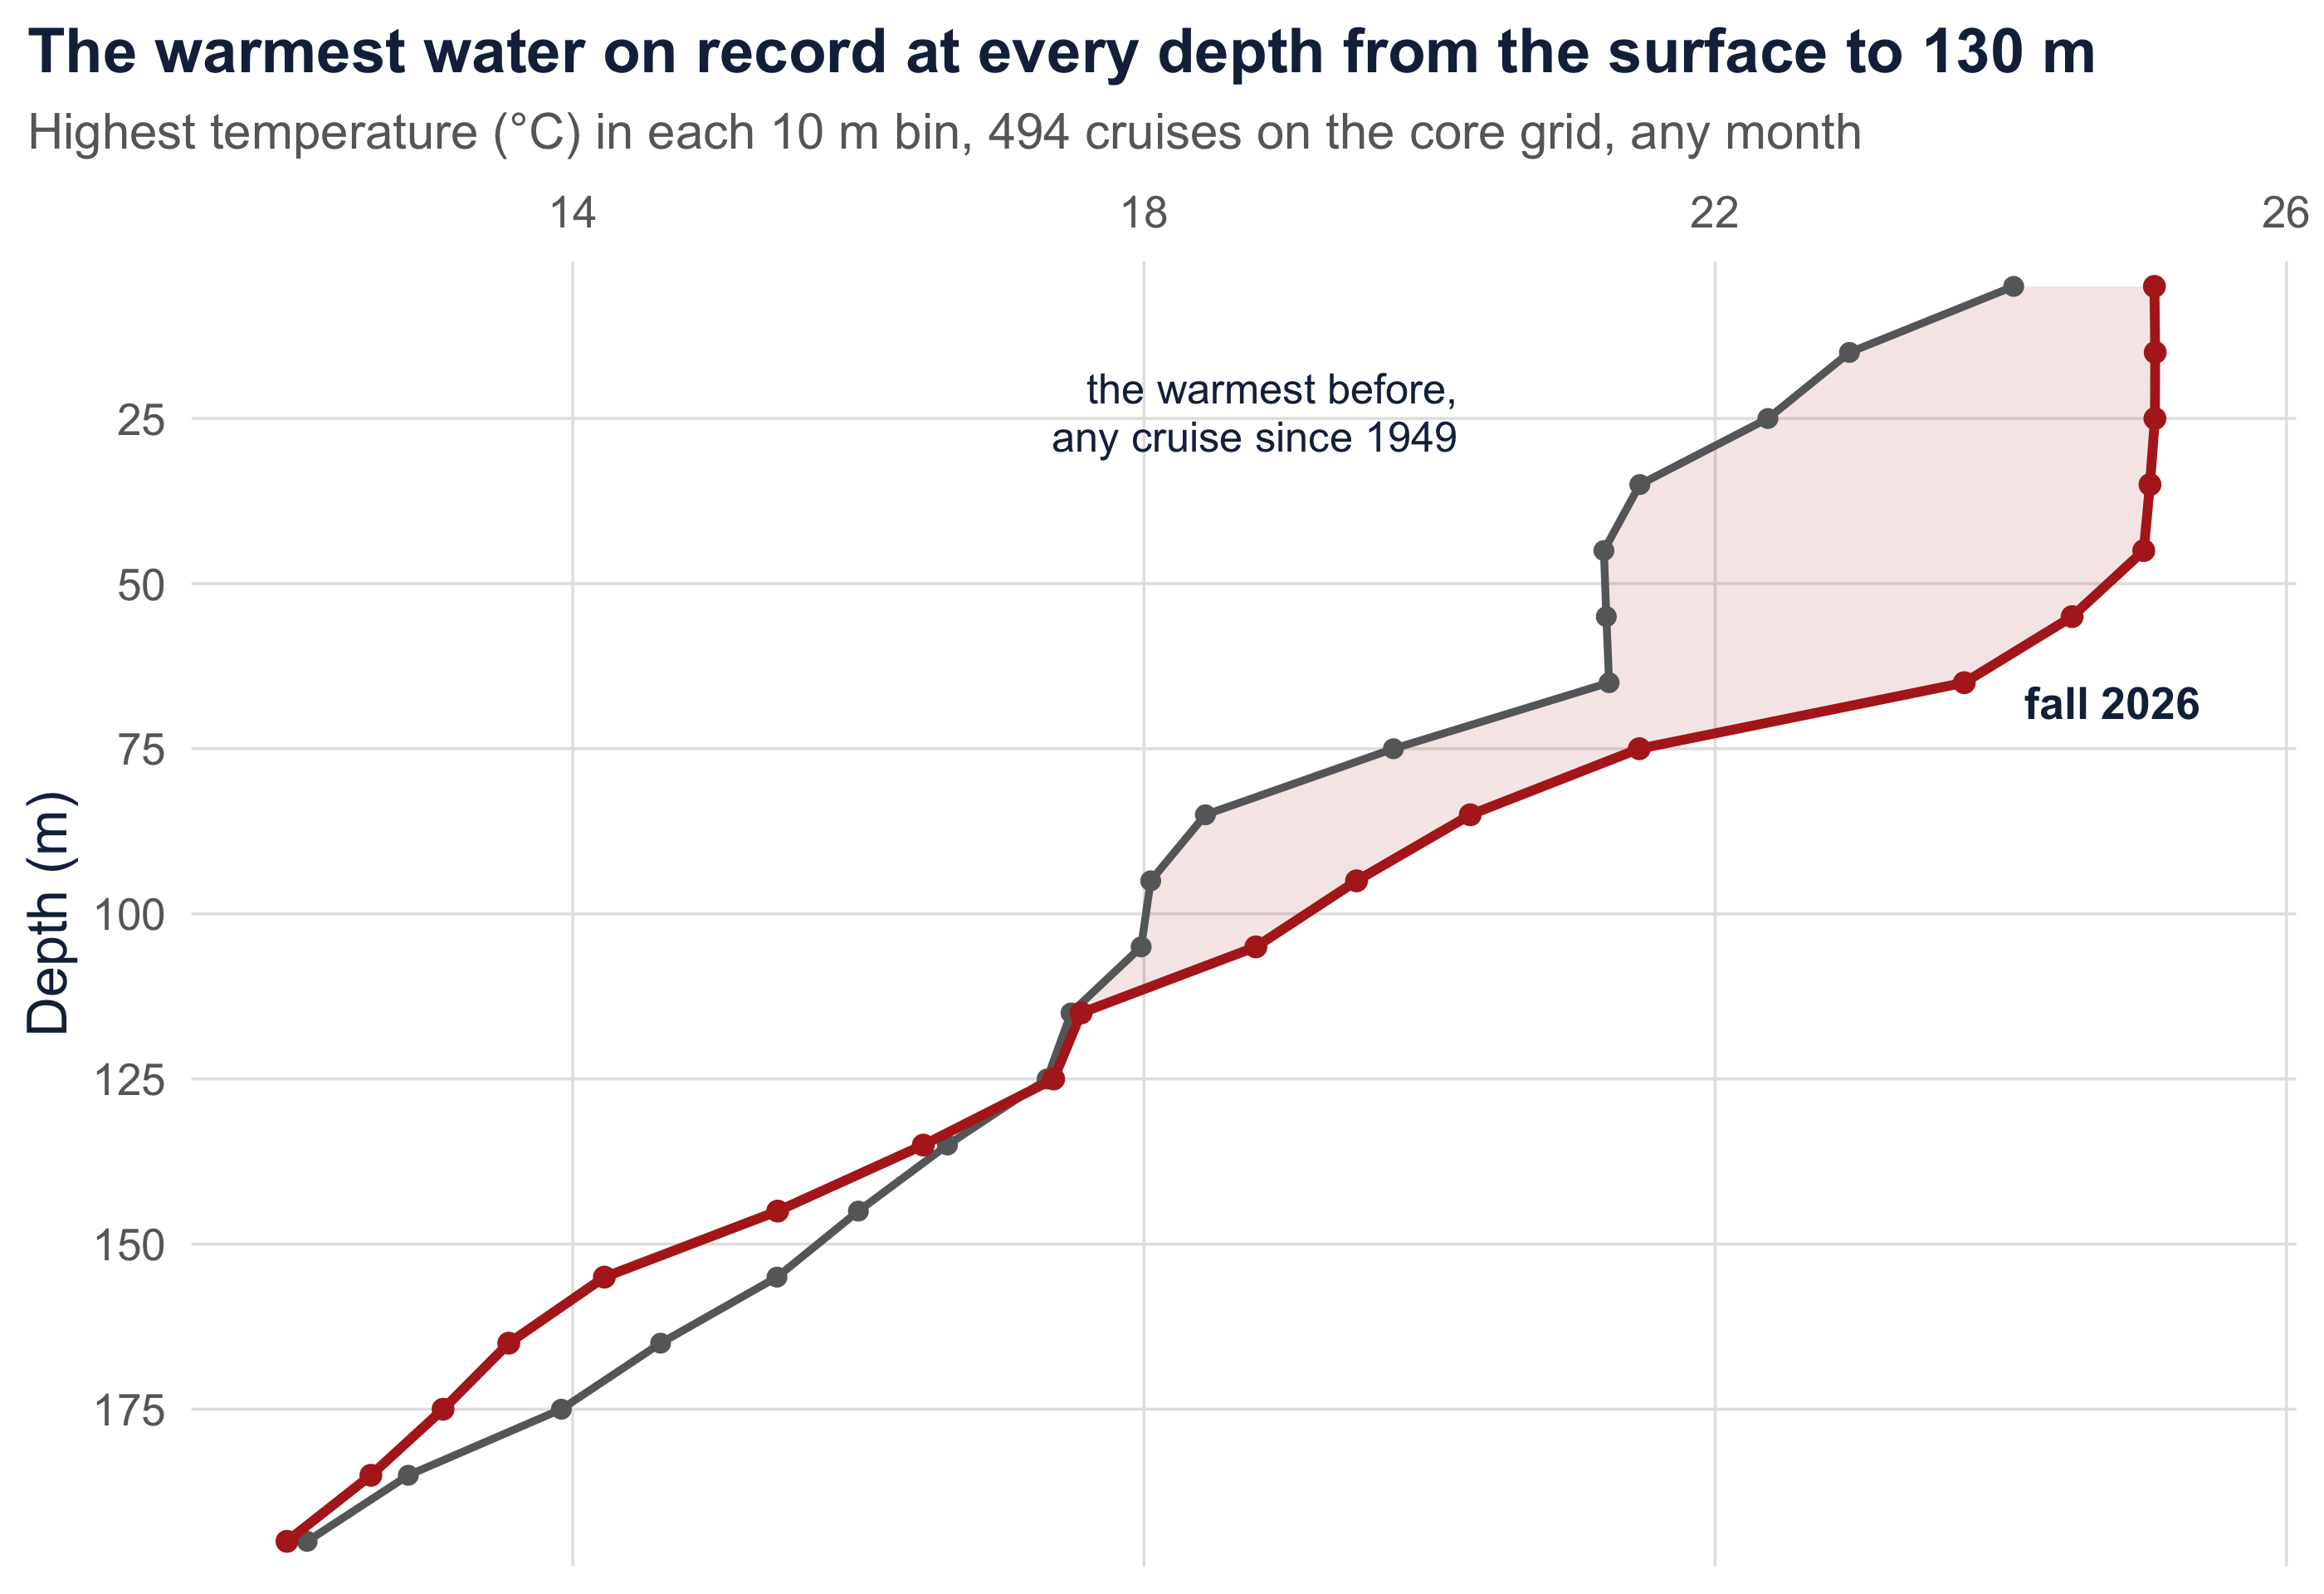 The warmest water on record at every depth from the surface to 130 m
Highest temperature (°C) in each 10 m bin, 494 cruises on the core grid, any month
14 18 22 26
the warmest before,
any cruise since 1949
fall 2026
Depth (m)
25
50
75
100
125
150
175